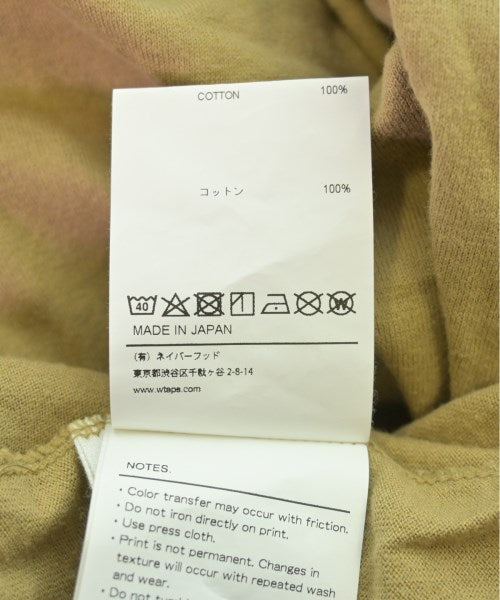 COTTON 100%
コットン 100%
40
W
MADE IN JAPAN
(有) ネイバーフッド
東京都渋谷区千駄ヶ谷 2-8-14
www.wtaps.com
NOTES.
・Color transfer may occur with friction.
・Do not iron directly on print.
・Use press cloth.
・Print is not permanent. Changes in
texture will occur with repeated wash
and wear.
・Do not